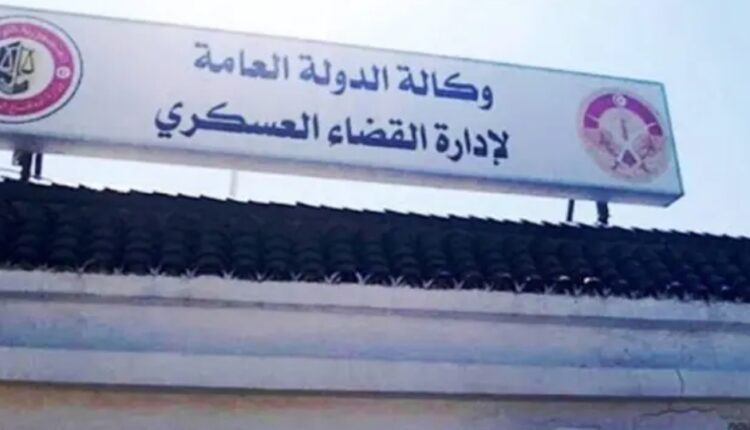 وكالة الدولة العامة
لإدارة القضاء العسكري